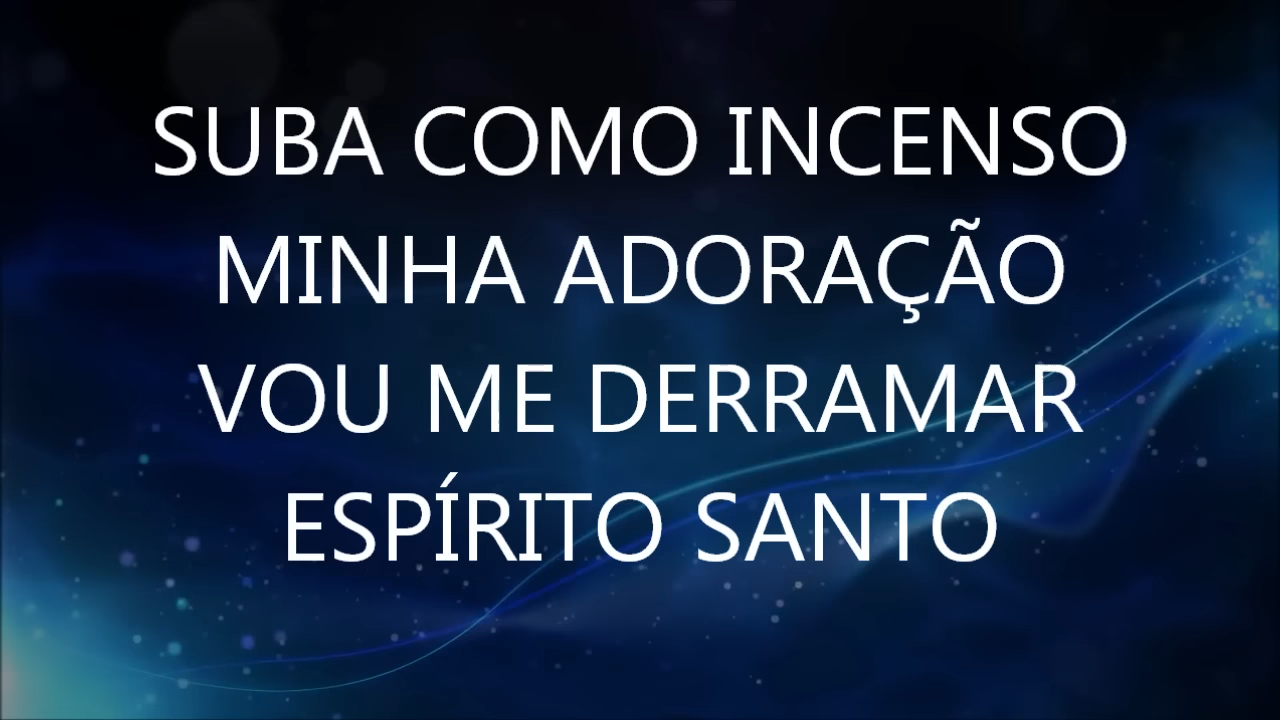 SUBA COMO INCENSO
MINHA ADORAÇÃO
VOU ME DERRAMAR
ESPÍRITO SANTO